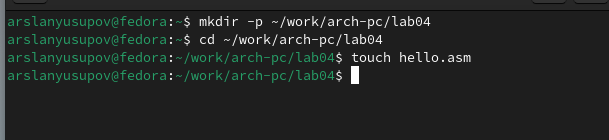 arslanyusupov@fedora:~$ mkdir -p ~/work/arch-pc/lab04
arslanyusupov@fedora:~$ cd ~/work/arch-pc/lab04
arslanyusupov@fedora:~/work/arch-pc/lab04$ touch hello.asm
arslanyusupov@fedora:~/work/arch-pc/lab04$